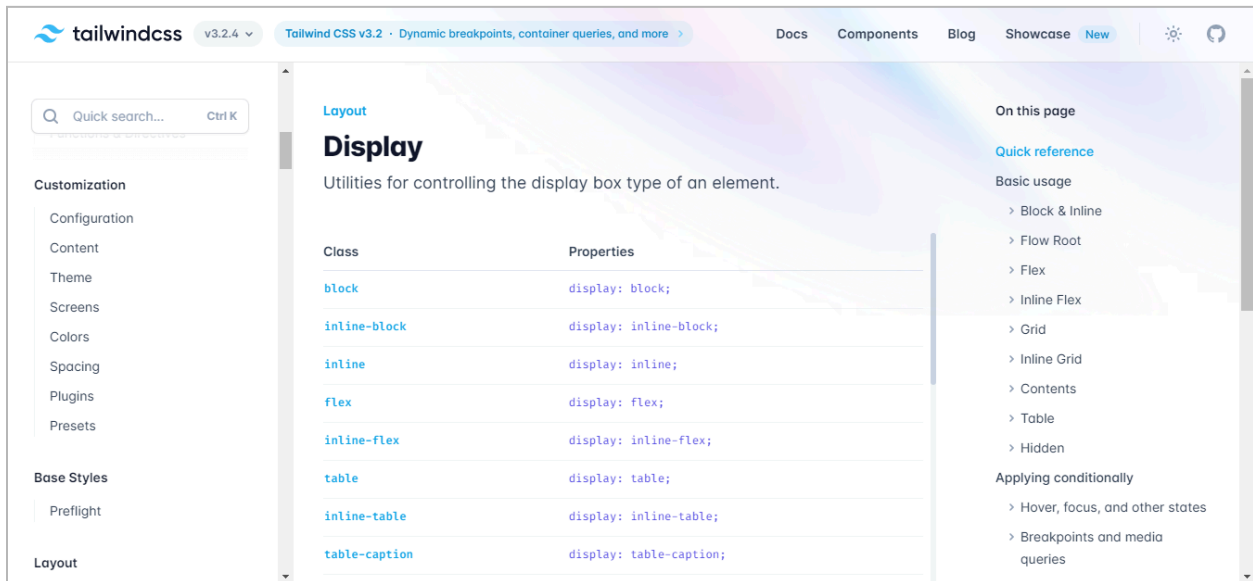 tailwindcss
v3.2.4
Tailwind CSS v3.2 · Dynamic breakpoints, container queries, and more
Docs
Components
Blog
Showcase New
Quick search...
Ctrl K
Functions & Directives
Customization
Configuration
Content
Theme
Screens
Colors
Spacing
Plugins
Presets
Base Styles
Preflight
Layout
Layout
Display
Utilities for controlling the display box type of an element.
Class Properties
block display: block;
inline-block display: inline-block;
inline display: inline;
flex display: flex;
inline-flex display: inline-flex;
table display: table;
inline-table display: inline-table;
table-caption display: table-caption;
On this page
Quick reference
Basic usage
Block & Inline
Flow Root
Flex
Inline Flex
Grid
Inline Grid
Contents
Table
Hidden
Applying conditionally
Hover, focus, and other states
Breakpoints and media
queries